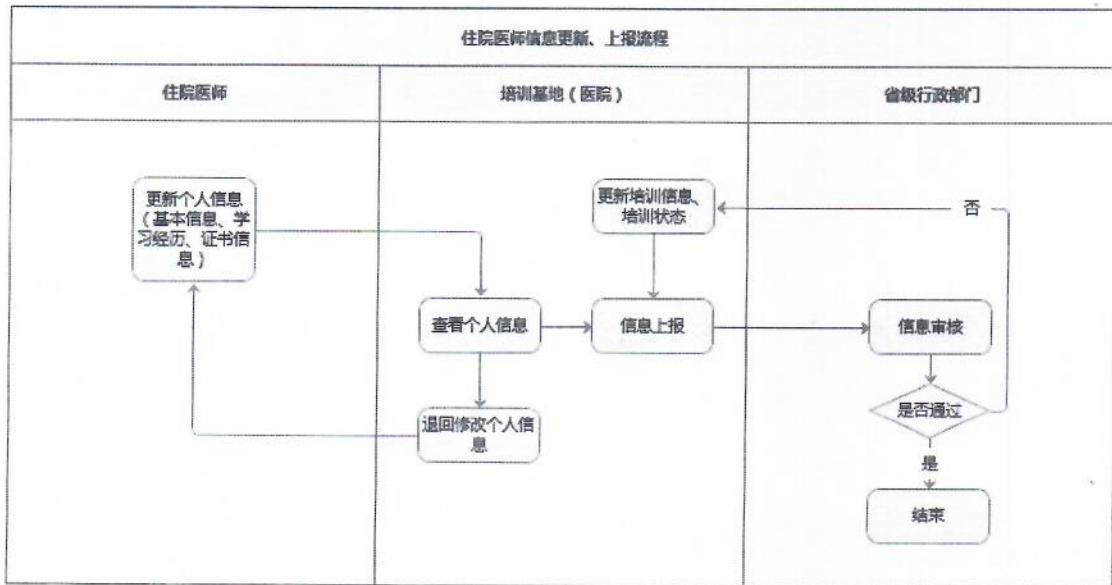 住院医师信息更新、上报流程
住院医师
培训基地（医院）
省级行政部门
更新个人信息
（基本信息、学
习经历、证书信
息）
更新培训信息、
培训状态
否
查看个人信息
信息上报
信息审核
退回修改个人信
息
是否通过
是
结束